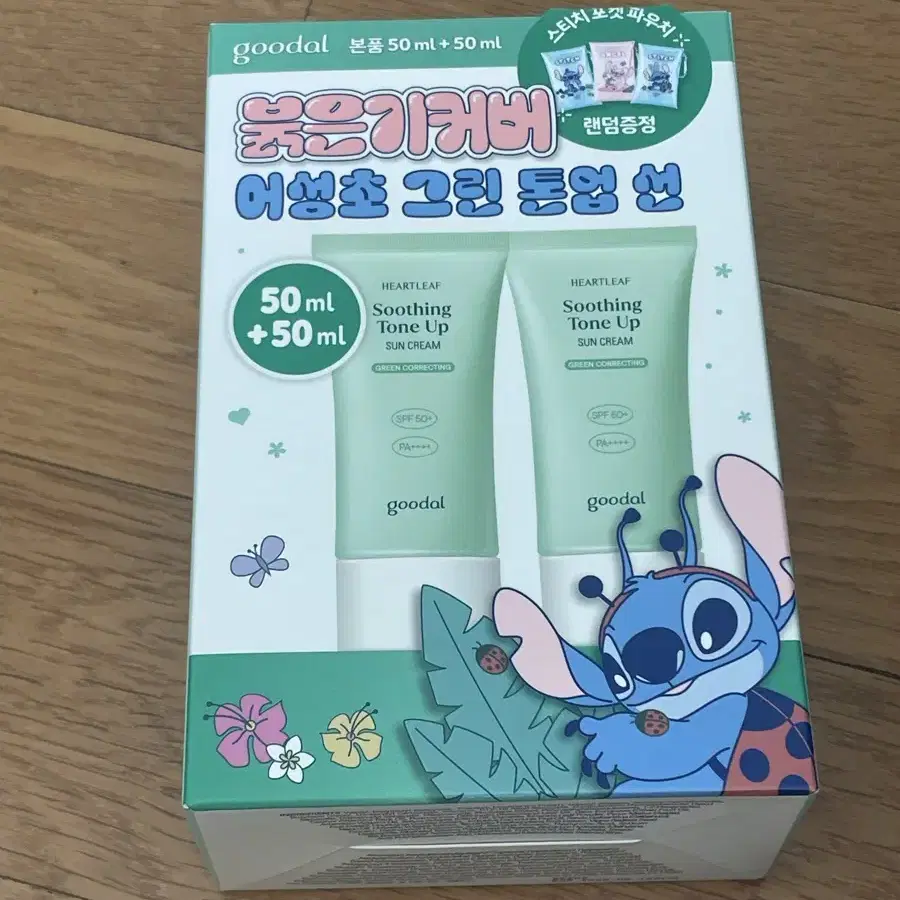 goodal 본품 50 ml + 50 ml
스티치 포켓 파우치
STITCH
STITCH
랜덤증정
붉은기커버
어성초 그린 톤업 선
50 ml
+ 50 ml
HEARTLEAF
Soothing
Tone Up
SUN CREAM
GREEN CORRECTING
SPF 50+
PA++++
goodal
HEARTLEAF
Soothing
Tone Up
SUN CREAM
GREEN CORRECTING
SPF 50+
PA++++
goodal